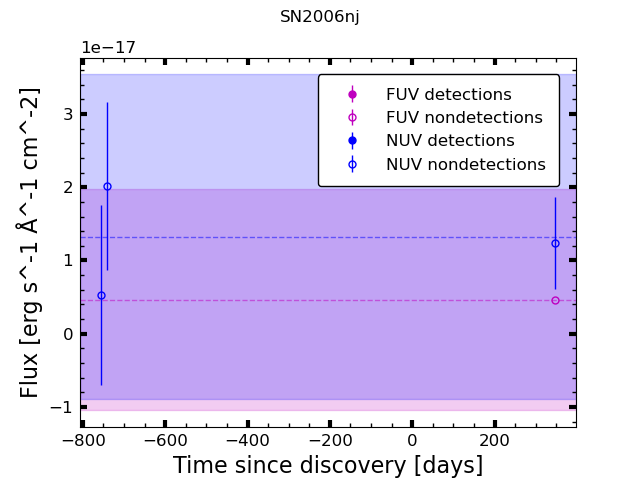 SN2006nj
1e−17
FUV detections
FUV nondetections
NUV detections
NUV nondetections
3
2
1
0
−1
Flux [erg s^-1 Å^-1 cm^-2]
−800 −600 −400 −200 0 200
Time since discovery [days]